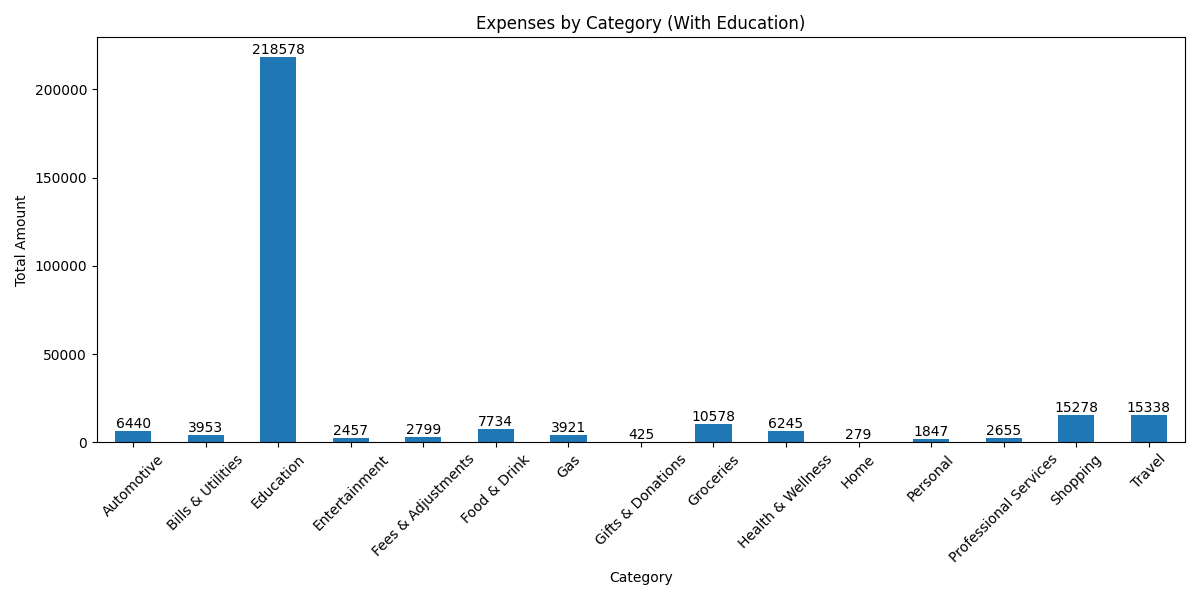 Expenses by Category (With Education)
Total Amount
200000
150000
100000
50000
0
6440
3953
218578
2457
2799
7734
3921
425
10578
6245
279
1847
2655
15278
15338
Automotive
Bills & Utilities
Education
Entertainment
Fees & Adjustments
Food & Drink
Gas
Gifts & Donations
Groceries
Health & Wellness
Home
Personal
Professional Services
Shopping
Travel
Category